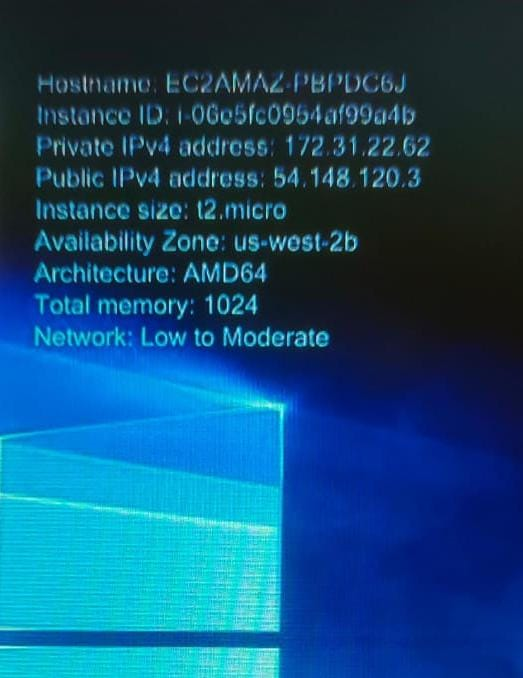 Hostname: EC2AMAZ-PBPDC6J
Instance ID: i-06e5fc0954af99a4b
Private IPv4 address: 172.31.22.62
Public IPv4 address: 54.148.120.3
Instance size: t2.micro
Availability Zone: us-west-2b
Architecture: AMD64
Total memory: 1024
Network: Low to Moderate